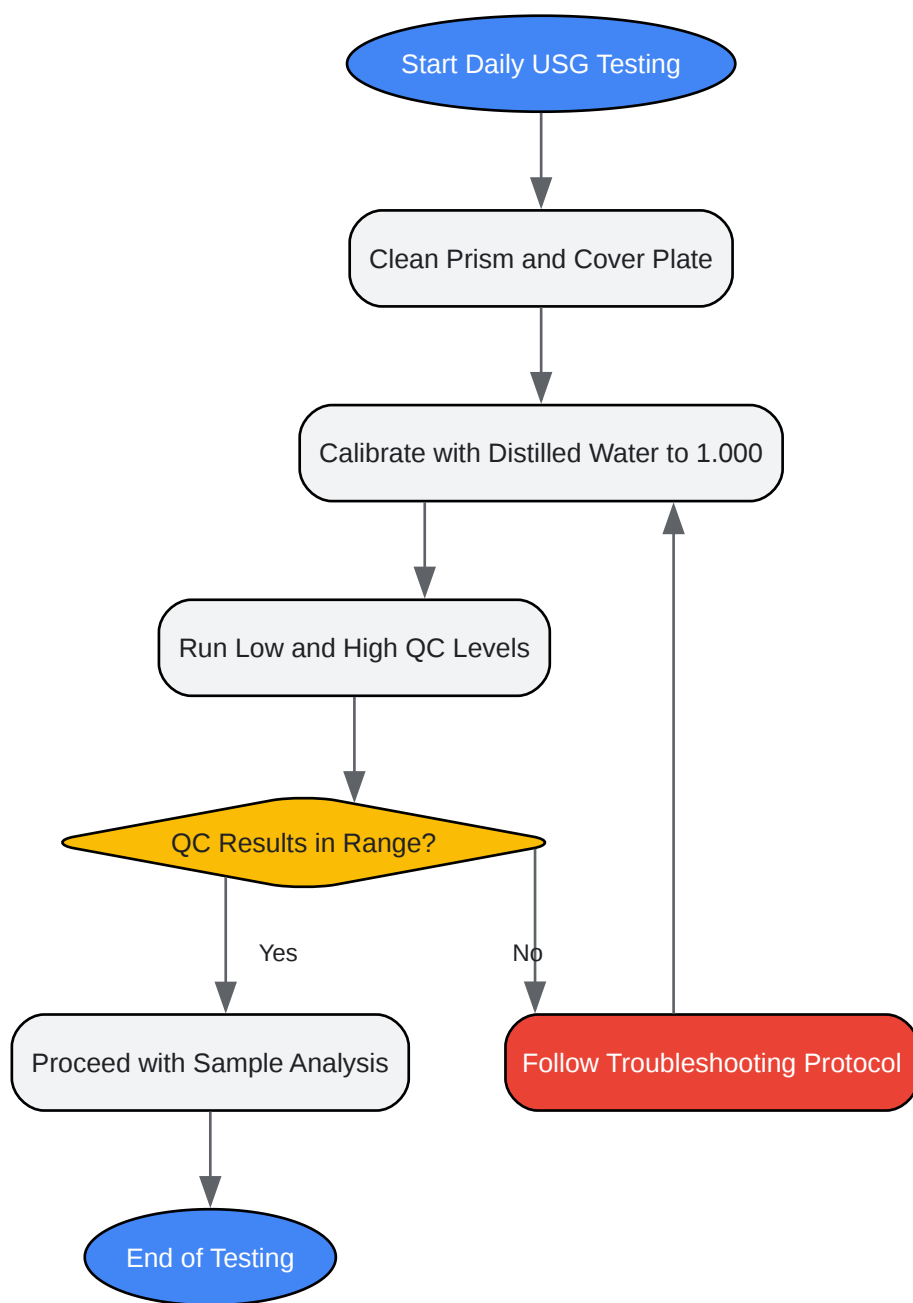 Start Daily USG Testing
Clean Prism and Cover Plate
Calibrate with Distilled Water to 1.000
Run Low and High QC Levels
QC Results in Range?
Yes
No
Proceed with Sample Analysis
Follow Troubleshooting Protocol
End of Testing